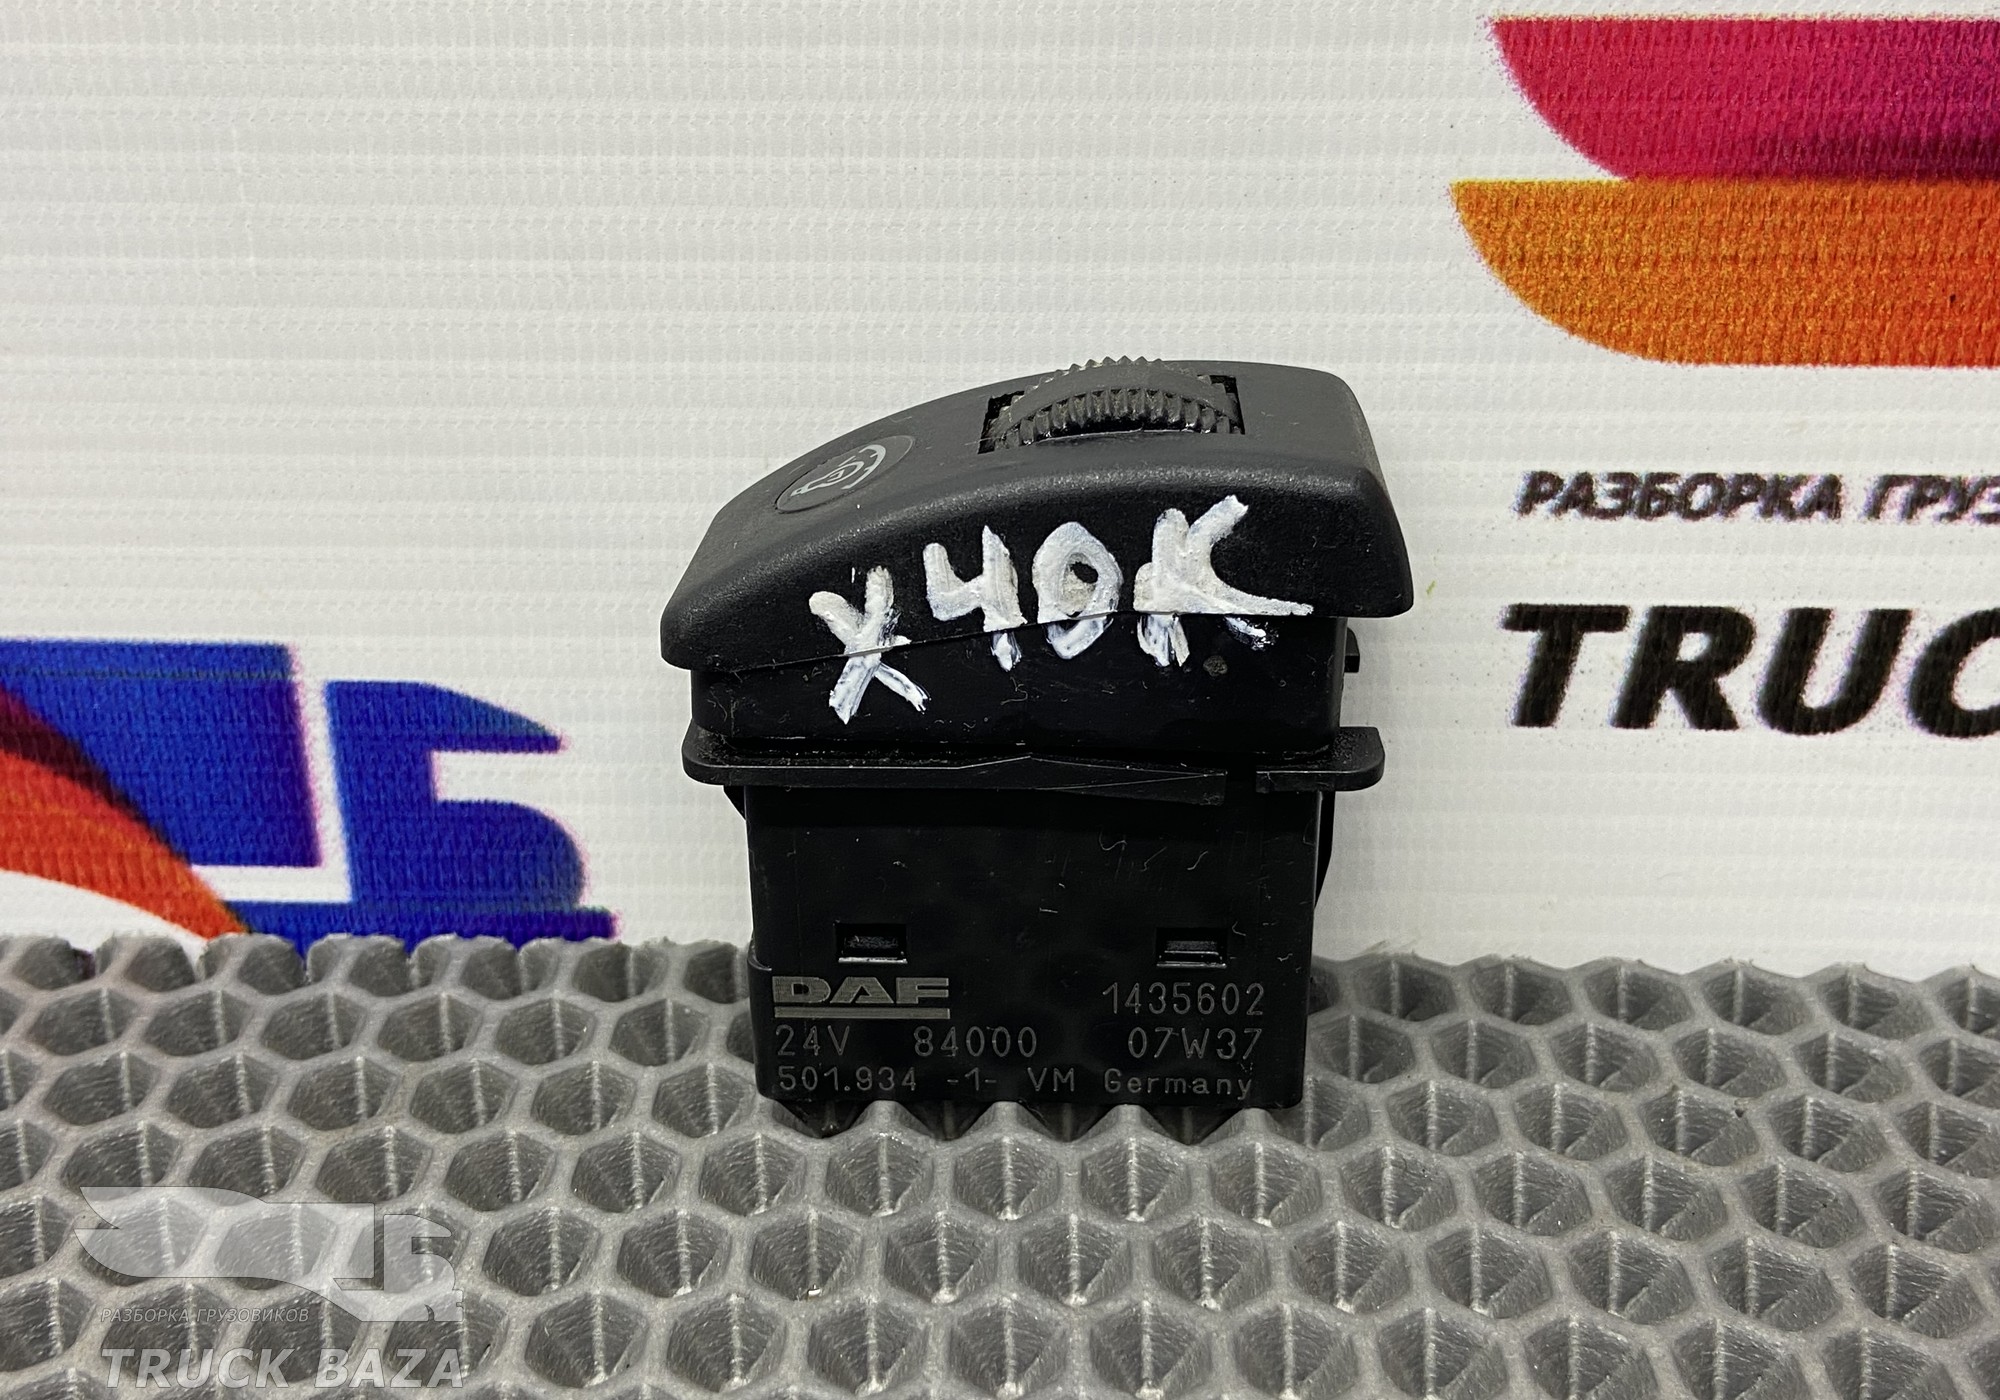 РАЗБОРКА ГРУЗ
TRUC
X40K
DAF 1435602
24V 84000 07W37
501.934 -1- VM Germany
РАЗБОРКА ГРУЗОВИКОВ
TRUCK BAZA